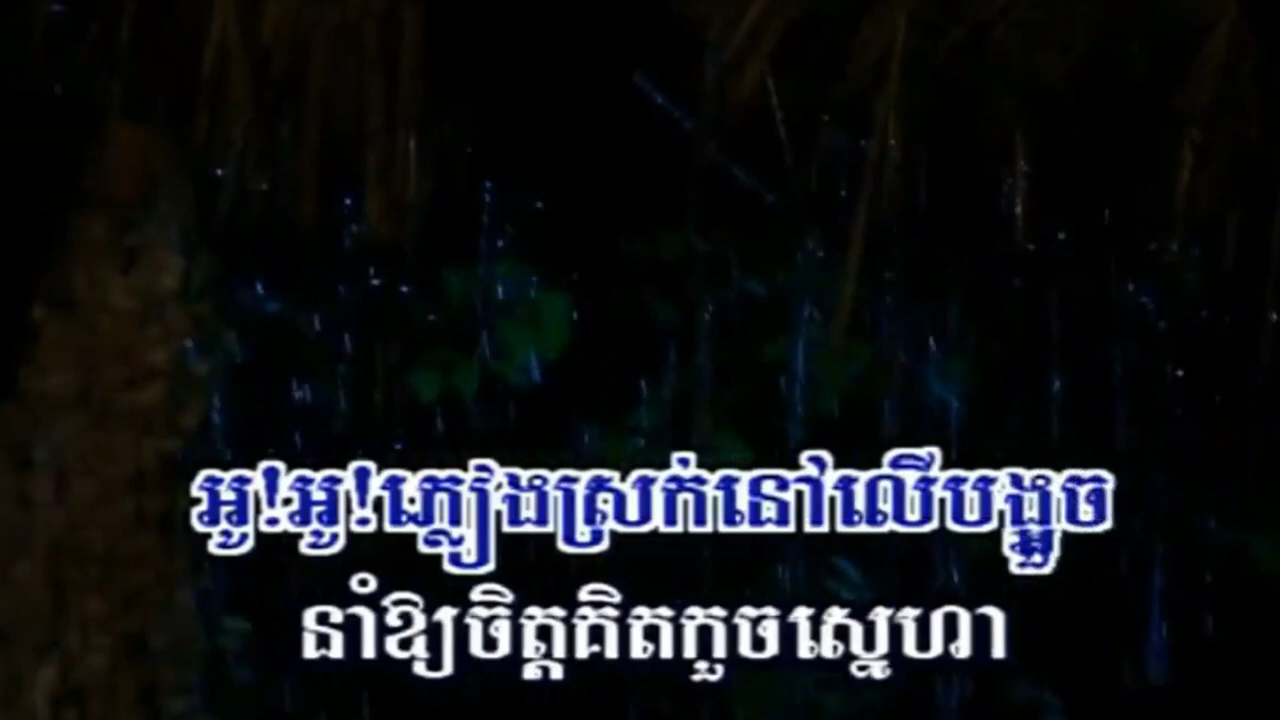 អូ!អូ!ភ្លៀងស្រក់នៅលើបង្អួច
នាំឱ្យចិត្តគិតកួចស្នេហា